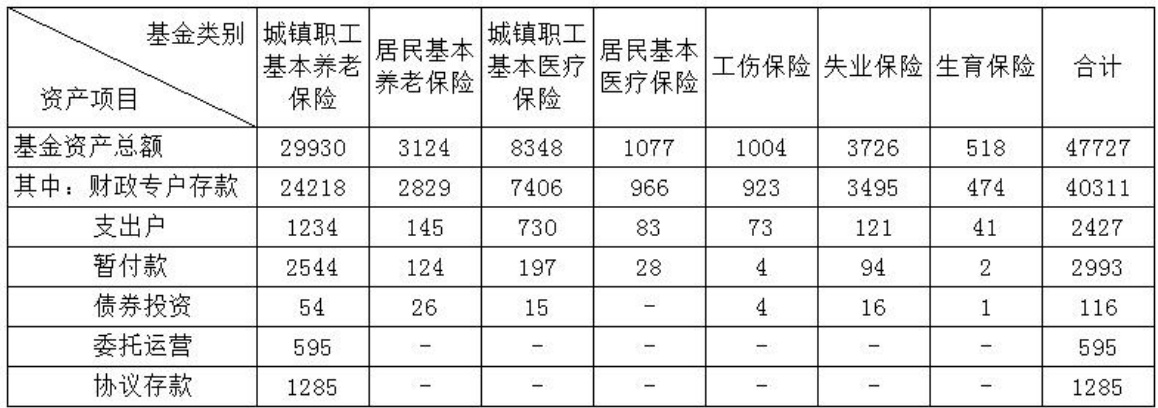 基金类别 城镇职工基本养老保险 居民基本养老保险 城镇职工基本医疗保险 居民基本医疗保险 工伤保险 失业保险 生育保险 合计
资产项目
基金资产总额 29930 3124 8348 1077 1004 3726 518 47727
其中：财政专户存款 24218 2829 7406 966 923 3495 474 40311
支出户 1234 145 730 83 73 121 41 2427
暂付款 2544 124 197 28 4 94 2 2993
债券投资 54 26 15 - 4 16 1 116
委托运营 595 - - - - - - 595
协议存款 1285 - - - - - - 1285